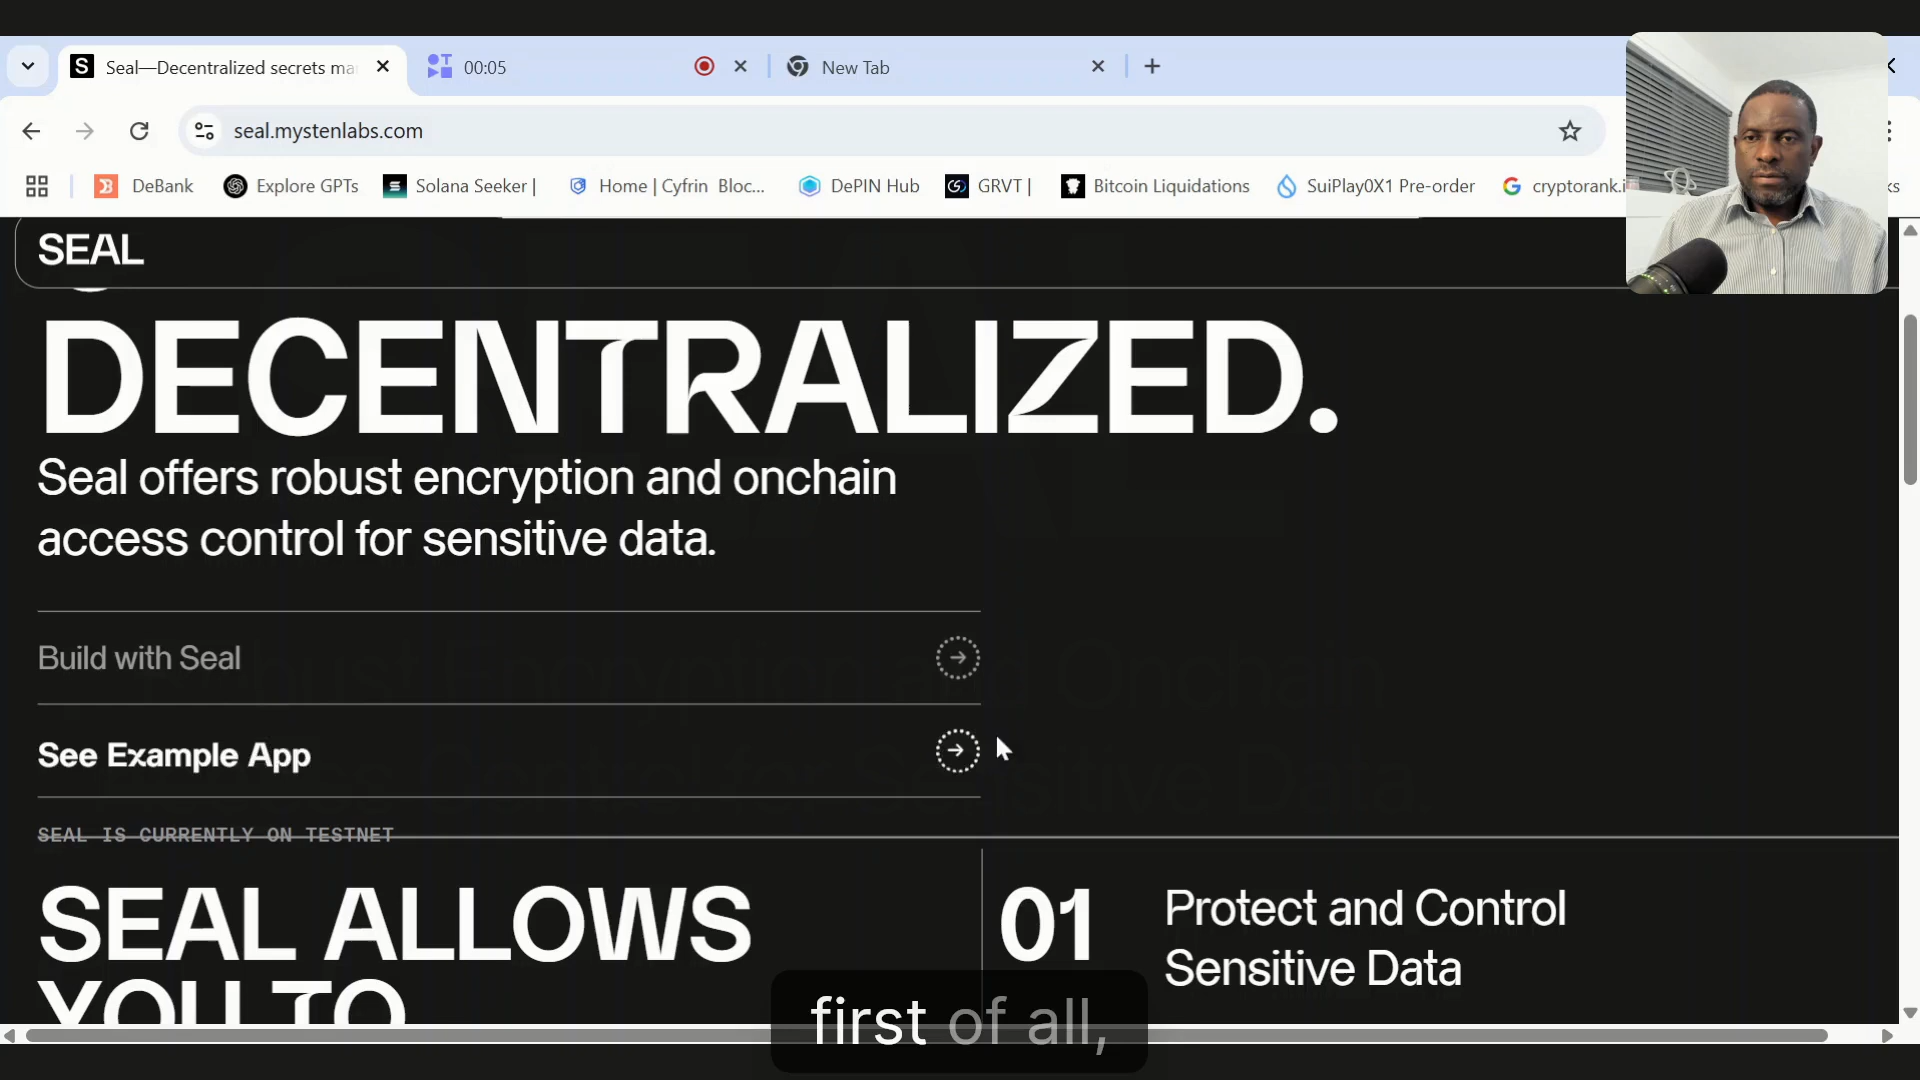 Seal—Decentralized secrets ma
00:05
New Tab
seal.mystenlabs.com
DeBank
Explore GPTs
Solana Seeker |
Home | Cyfrin Bloc...
DePIN Hub
GRVT |
Bitcoin Liquidations
SuiPlay0X1 Pre-order
cryptorank.i
SEAL
DECENTRALIZED.
Seal offers robust encryption and onchain
access control for sensitive data.
Build with Seal
See Example App
SEAL IS CURRENTLY ON TESTNET
SEAL ALLOWS
YOU TO
01
Protect and Control
Sensitive Data
first of all,